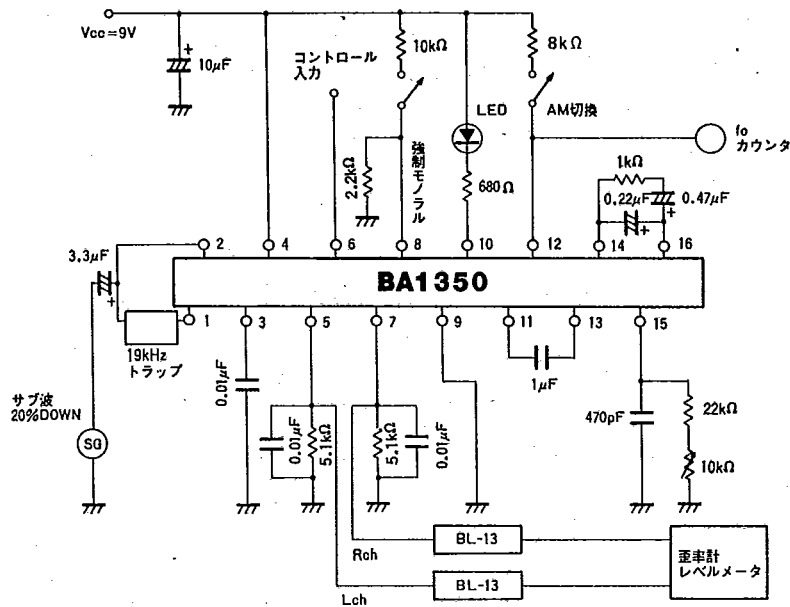 Vcc=9V
10μF
コントロール
入力
10kΩ
8kΩ
LED
AM切換
fo
カウンタ
2.2kΩ
強制モノラル
680Ω
1kΩ
0.22μF
0.47μF
3.3μF
2
4
6
8
10
12
14
16
BA1350
1
3
5
7
9
11
13
15
19kHz
トラップ
サブ波
20%DOWN
SG
0.01μF
0.01μF
5.1kΩ
5.1kΩ
0.01μF
1μF
470pF
22kΩ
10kΩ
Rch
BL-13
Lch
BL-13
歪率計
レベルメータ